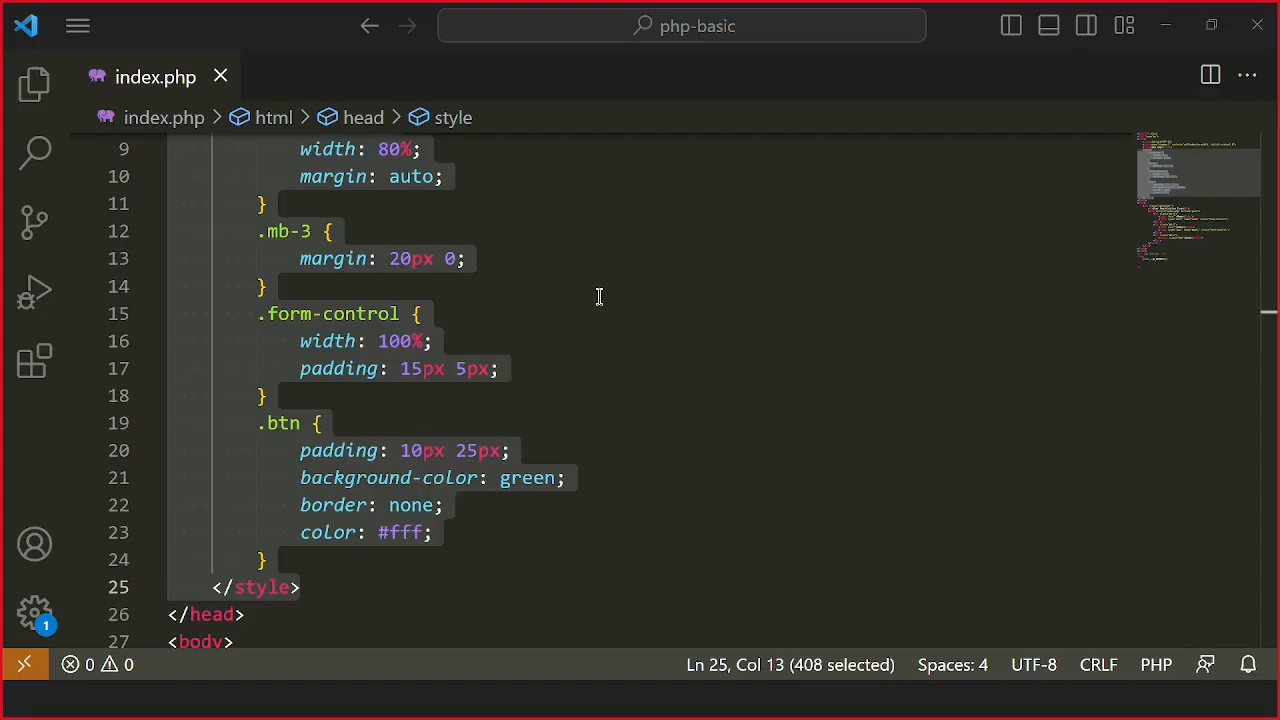 php-basic
index.php
index.php > html > head > style
9 width: 80%;
10 margin: auto;
11 }
12 .mb-3 {
13 margin: 20px 0;
14 }
15 .form-control {
16 width: 100%;
17 padding: 15px 5px;
18 }
19 .btn {
20 padding: 10px 25px;
21 background-color: green;
22 border: none;
23 color: #fff;
24 }
25 </style>
26 </head>
27 <body>
1
0 0 Ln 25, Col 13 (408 selected) Spaces: 4 UTF-8 CRLF PHP